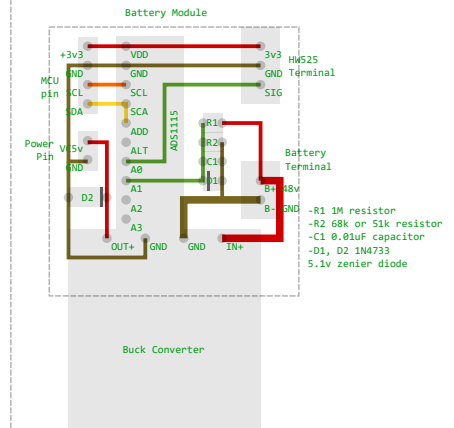 Battery Module
+3v3
GND
MCU
pin
SCL
SDA
VDD
GND
SCL
SCA
ADD
ALT
A0
A1
A2
A3
ADS1115
3v3
GND
SIG
HW525
Terminal
R1
R2
C1
D1
Power
Pin
VC5v
GND
D2
Battery
Terminal
B+ 48v
B- GND
OUT+
GND
GND
IN+
-R1 1M resistor
-R2 68k or 51k resistor
-C1 0.01uF capacitor
-D1, D2 1N4733
5.1v zenier diode
Buck Converter